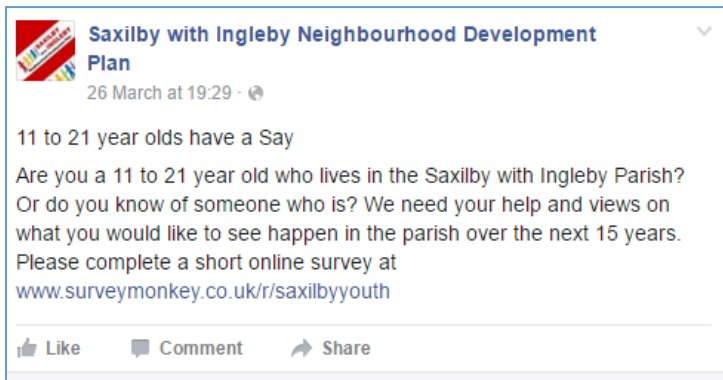 Saxilby with Ingleby Neighbourhood Development
Plan
26 March at 19:29 ·
11 to 21 year olds have a Say
Are you a 11 to 21 year old who lives in the Saxilby with Ingleby Parish?
Or do you know of someone who is? We need your help and views on
what you would like to see happen in the parish over the next 15 years.
Please complete a short online survey at
www.surveymonkey.co.uk/r/saxilbyyouth
Like Comment Share